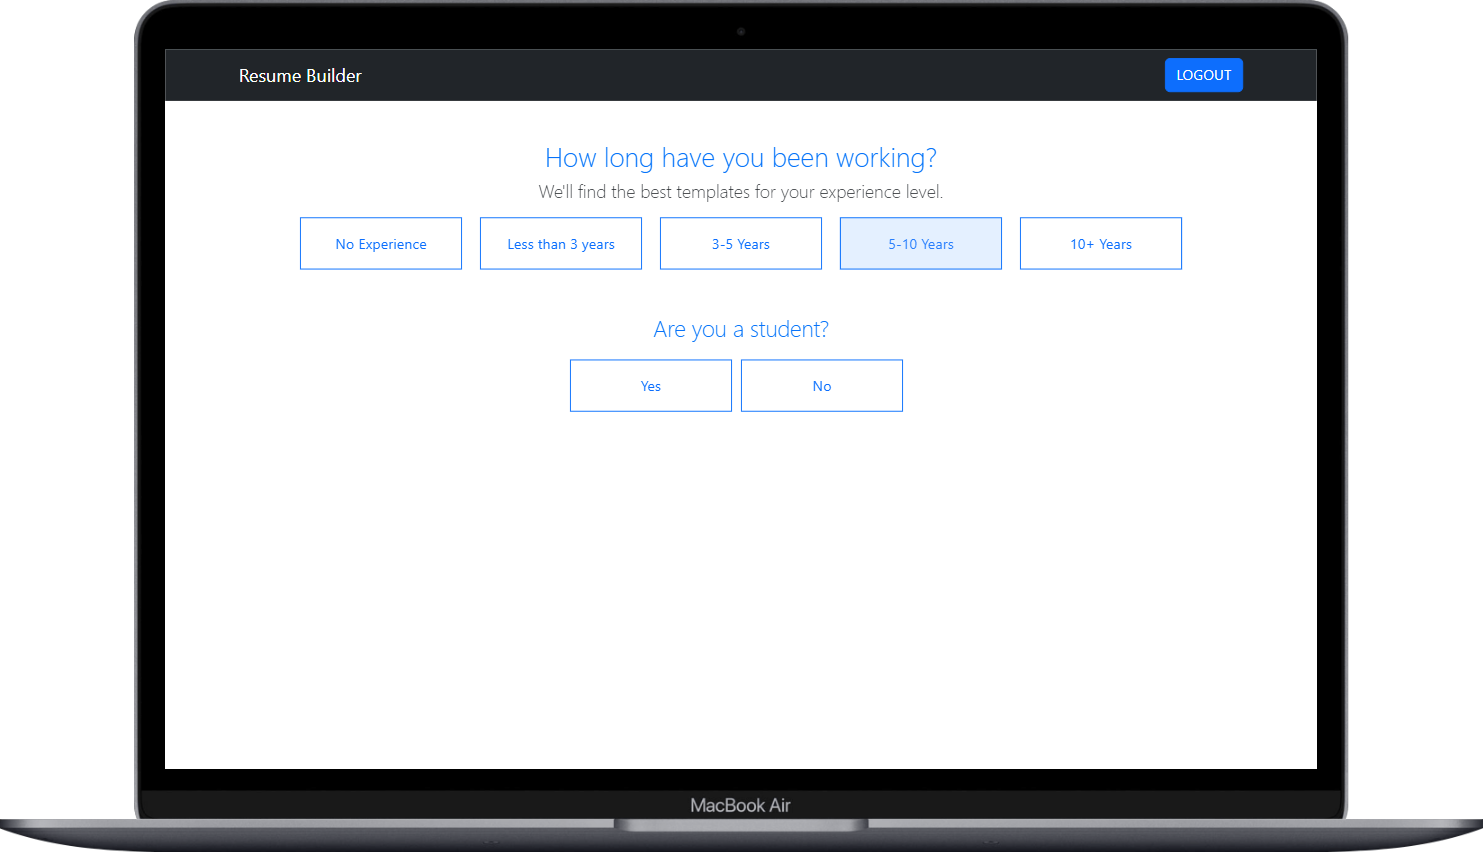 Resume Builder
LOGOUT
How long have you been working?
We'll find the best templates for your experience level.
No Experience
Less than 3 years
3-5 Years
5-10 Years
10+ Years
Are you a student?
Yes
No
MacBook Air